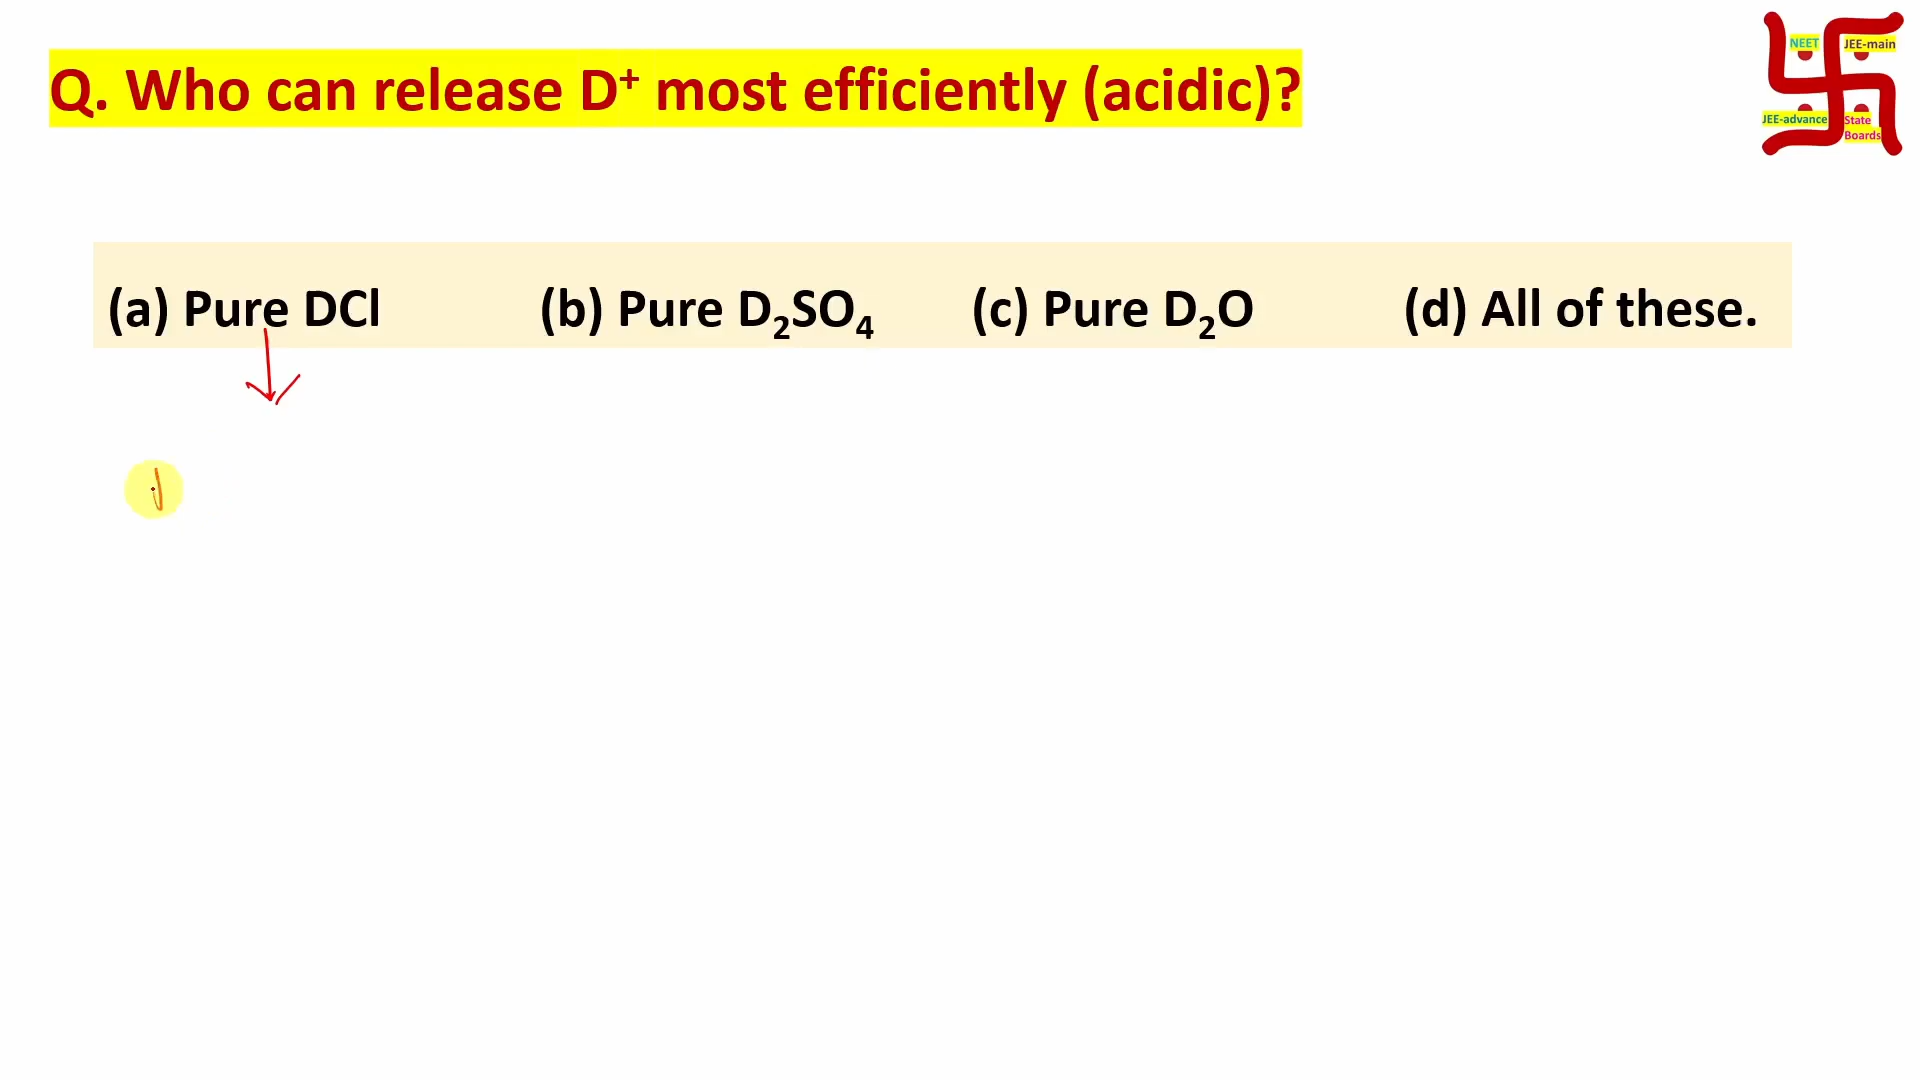 Q. Who can release D⁺ most efficiently (acidic)?
NEET JEE-main
JEE-advance State
Boards
(a) Pure DCl (b) Pure D₂SO₄ (c) Pure D₂O (d) All of these.